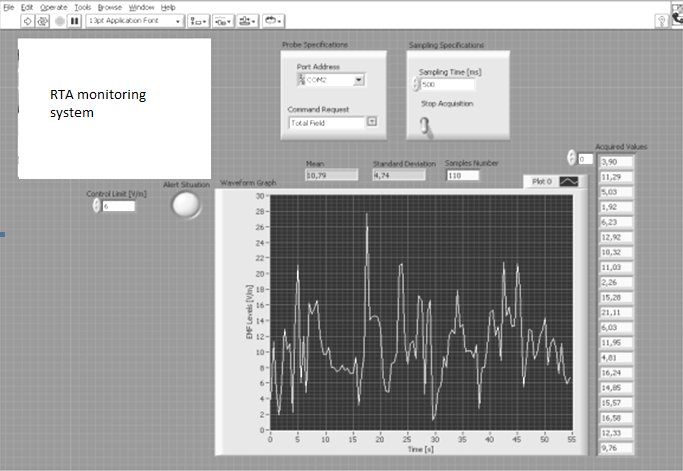 File Edit Operate Tools Browse Window Help
13pt Application Font
RTA monitoring
system
Probe Specifications
Port Address
COM2
Command Request
Total Field
Sampling Specifications
Sampling Time [ms]
500
Stop Acquisition
Control Limit [V/m]
6
Alert Situation
Mean
10,79
Standard Deviation
4,74
Samples Number
110
Waveform Graph
Plot 0
EMF Levels [V/m]
30
28
26
24
22
20
18
16
14
12
10
8
6
4
2
0
0 5 10 15 20 25 30 35 40 45 50 55
Time [s]
Acquired Values
0
3,90
11,29
5,03
1,92
6,23
12,92
10,32
11,03
2,26
15,28
21,11
6,03
11,95
4,81
16,24
14,85
15,57
16,58
12,33
9,76